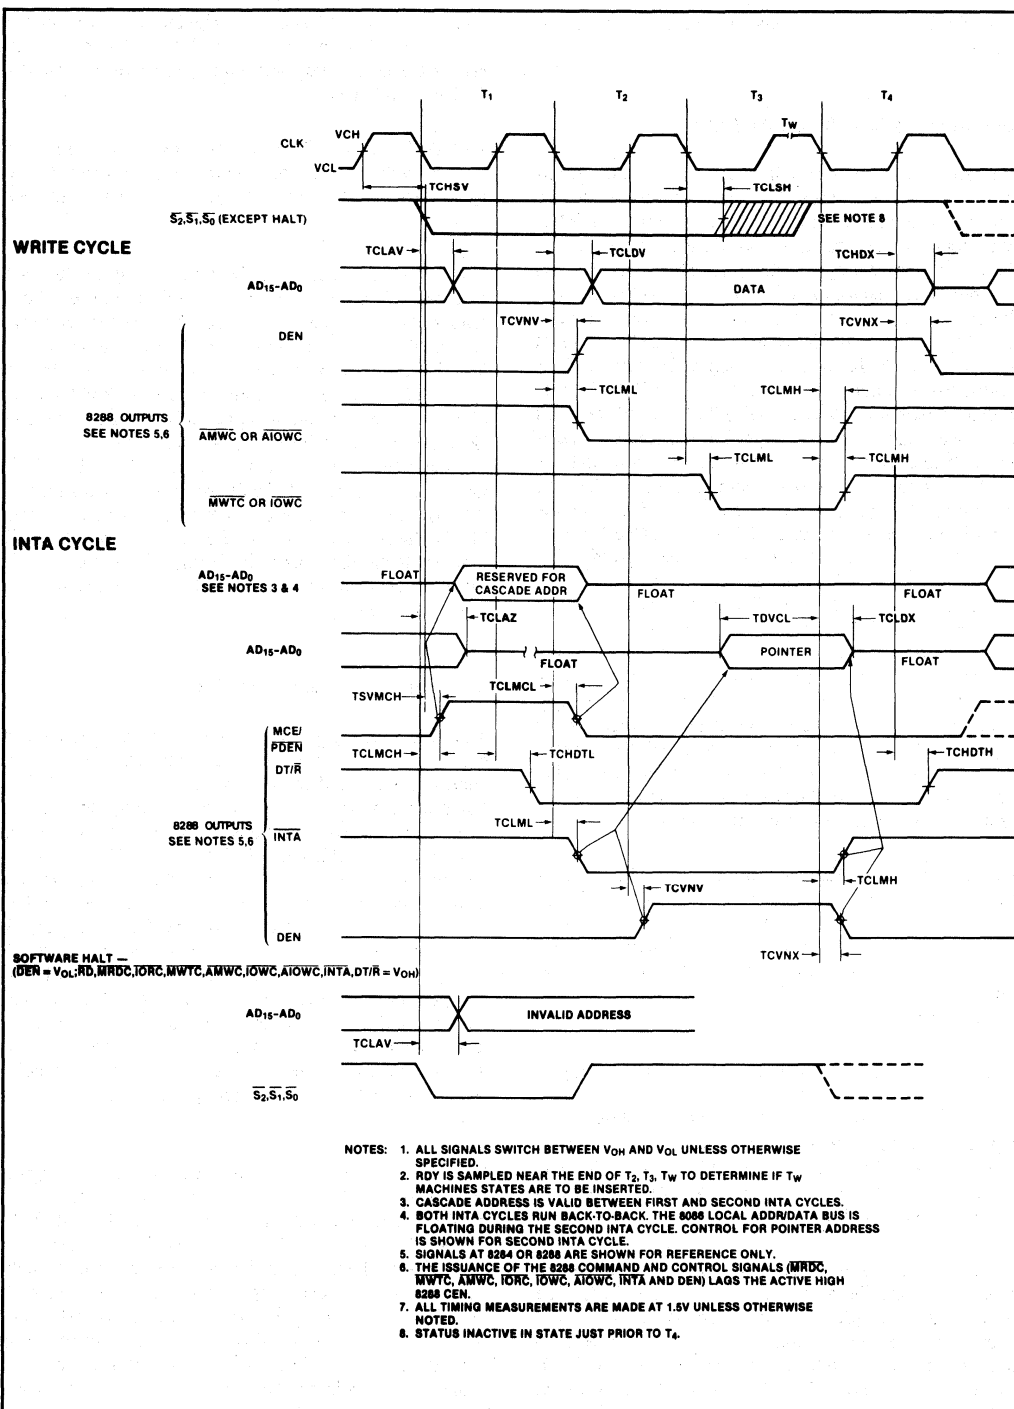 T1 T2 T3 T4
TW
CLK VCH
VCL
TCHSV TCLSH
S2,S1,S0 (EXCEPT HALT) SEE NOTE 8
WRITE CYCLE
TCLAV TCLDV TCHDX
AD15-AD0 DATA
TCVNV TCVNX
DEN
TCLML TCLMH
8288 OUTPUTS
SEE NOTES 5,6
AMWC OR AIOWC
TCLML TCLMH
MWTC OR IOWC
INTA CYCLE
AD15-AD0
SEE NOTES 3 & 4
FLOAT RESERVED FOR
CASCADE ADDR
FLOAT FLOAT
TCLAZ TDVCL TCLDX
AD15-AD0 POINTER
FLOAT FLOAT
TSVMCH TCLMCL
MCE/
PDEN
TCLMCH TCHDTL TCHDTH
DT/R
8288 OUTPUTS
SEE NOTES 5,6
TCLML
INTA
TCLMH
TCVNV
DEN
TCVNX
SOFTWARE HALT —
(DEN = VOL;RD,MRDC,IORC,MWTC,AMWC,IOWC,AIOWC,INTA,DT/R = VOH)
AD15-AD0 INVALID ADDRESS
TCLAV
S2,S1,S0
NOTES: 1. ALL SIGNALS SWITCH BETWEEN VOH AND VOL UNLESS OTHERWISE
SPECIFIED.
2. RDY IS SAMPLED NEAR THE END OF T2, T3, TW TO DETERMINE IF TW
MACHINES STATES ARE TO BE INSERTED.
3. CASCADE ADDRESS IS VALID BETWEEN FIRST AND SECOND INTA CYCLES.
4. BOTH INTA CYCLES RUN BACK-TO-BACK. THE 8086 LOCAL ADDR/DATA BUS IS
FLOATING DURING THE SECOND INTA CYCLE. CONTROL FOR POINTER ADDRESS
IS SHOWN FOR SECOND INTA CYCLE.
5. SIGNALS AT 8284 OR 8288 ARE SHOWN FOR REFERENCE ONLY.
6. THE ISSUANCE OF THE 8288 COMMAND AND CONTROL SIGNALS (MRDC,
MWTC, AMWC, IORC, IOWC, AIOWC, INTA AND DEN) LAGS THE ACTIVE HIGH
8288 CEN.
7. ALL TIMING MEASUREMENTS ARE MADE AT 1.5V UNLESS OTHERWISE
NOTED.
8. STATUS INACTIVE IN STATE JUST PRIOR TO T4.